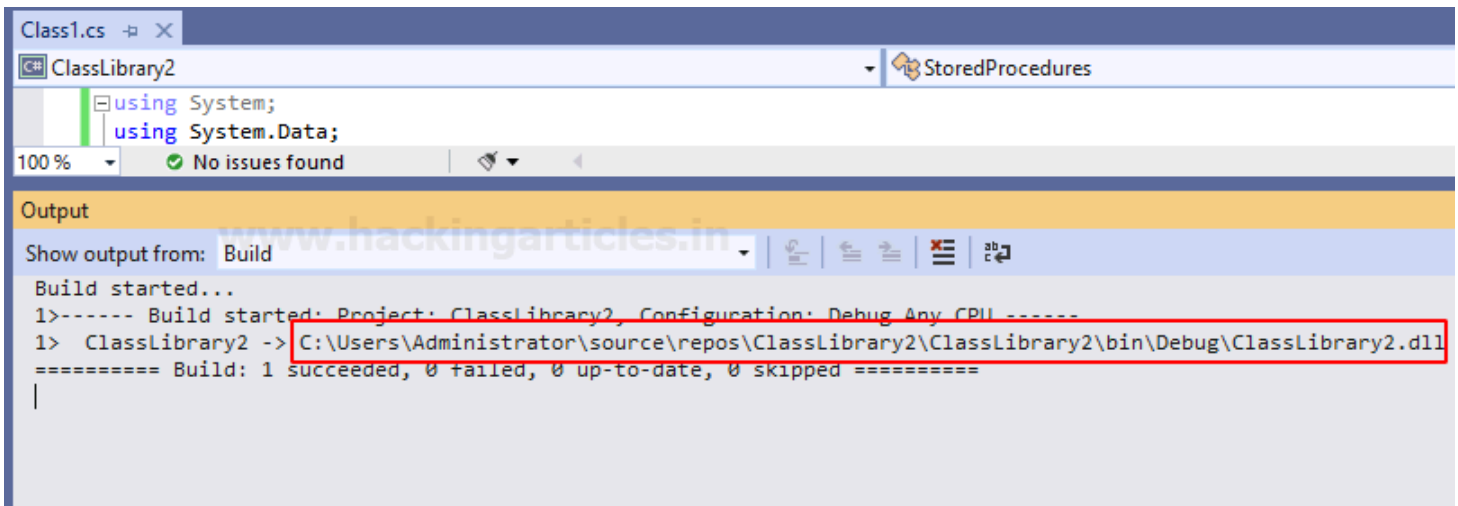 Class1.cs
ClassLibrary2
StoredProcedures
using System;
using System.Data;
100 %
No issues found
Output
www.hackingarticles.in
Show output from: Build
Build started...
1>------ Build started: Project: ClassLibrary2, Configuration: Debug Any CPU ------
1>  ClassLibrary2 -> C:\Users\Administrator\source\repos\ClassLibrary2\ClassLibrary2\bin\Debug\ClassLibrary2.dll
========== Build: 1 succeeded, 0 failed, 0 up-to-date, 0 skipped ==========